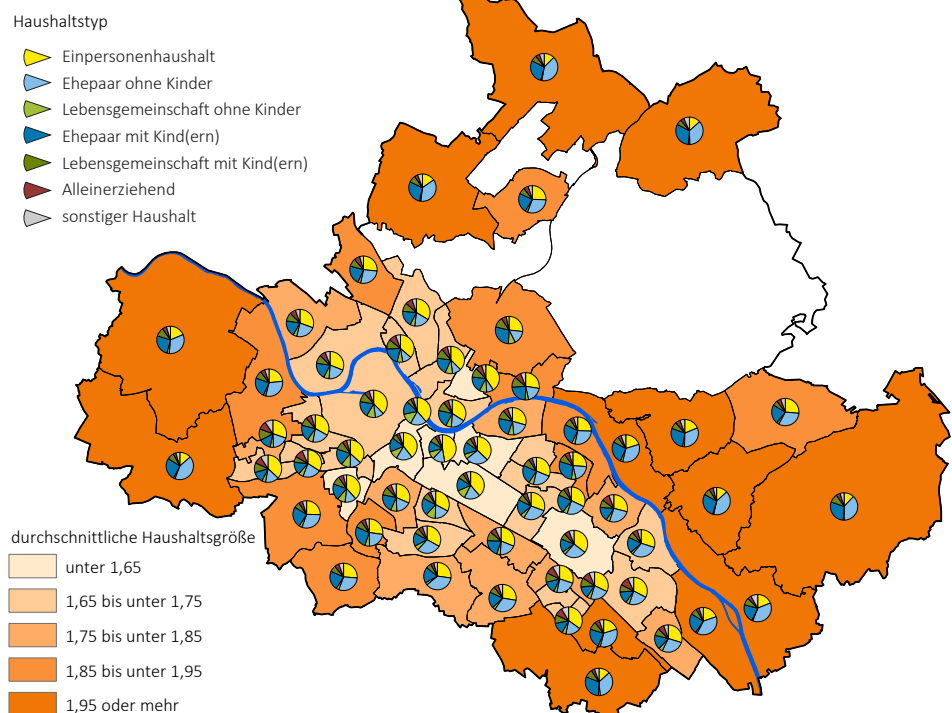 Haushaltstyp
Einpersonenhaushalt
Ehepaar ohne Kinder
Lebensgemeinschaft ohne Kinder
Ehepaar mit Kind(ern)
Lebensgemeinschaft mit Kind(ern)
Alleinerziehend
sonstiger Haushalt
durchschnittliche Haushaltsgröße
unter 1,65
1,65 bis unter 1,75
1,75 bis unter 1,85
1,85 bis unter 1,95
1,95 oder mehr